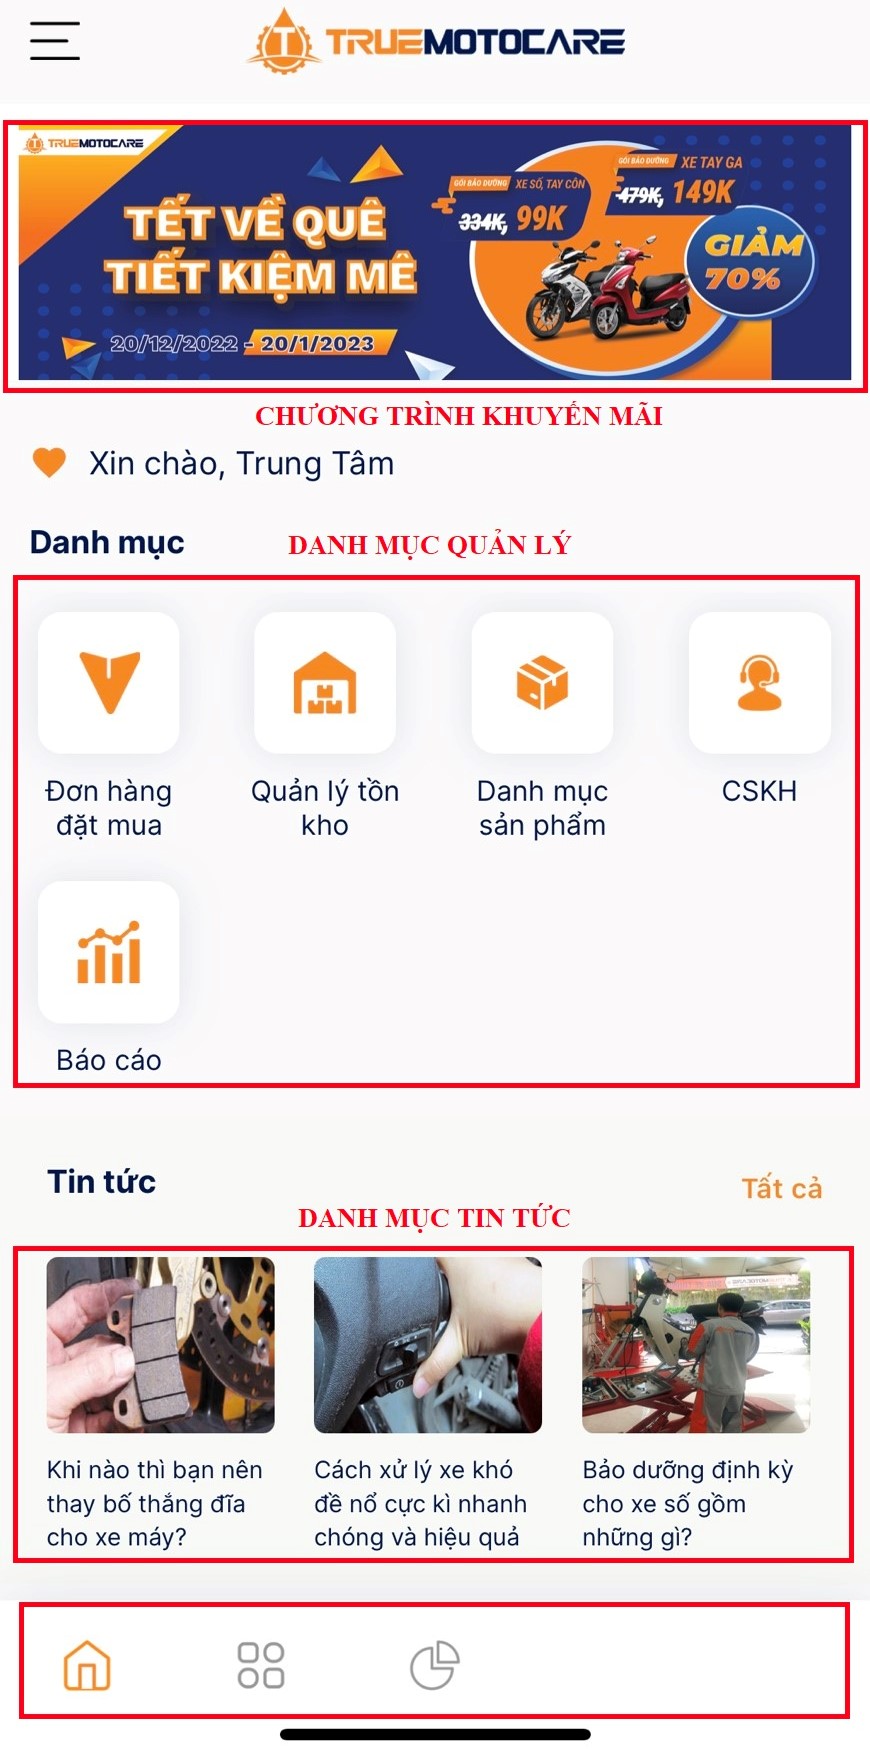 TRUEMOTOCARE
TRUEMOTOCARE
TẾT VỀ QUÊ
TIẾT KIỆM MÊ
20/12/2022 - 20/1/2023
GÓI BẢO DƯỠNG XE SỐ, TAY CÔN
334K, 99K
GÓI BẢO DƯỠNG XE TAY GA
479K, 149K
GIẢM
70%
CHƯƠNG TRÌNH KHUYẾN MÃI
Xin chào, Trung Tâm
Danh mục
DANH MỤC QUẢN LÝ
Đơn hàng
đặt mua
Quản lý tồn
kho
Danh mục
sản phẩm
CSKH
Báo cáo
Tin tức
Tất cả
DANH MỤC TIN TỨC
Khi nào thì bạn nên
thay bố thắng đĩa
cho xe máy?
Cách xử lý xe khó
đề nổ cực kì nhanh
chóng và hiệu quả
Bảo dưỡng định kỳ
cho xe số gồm
những gì?